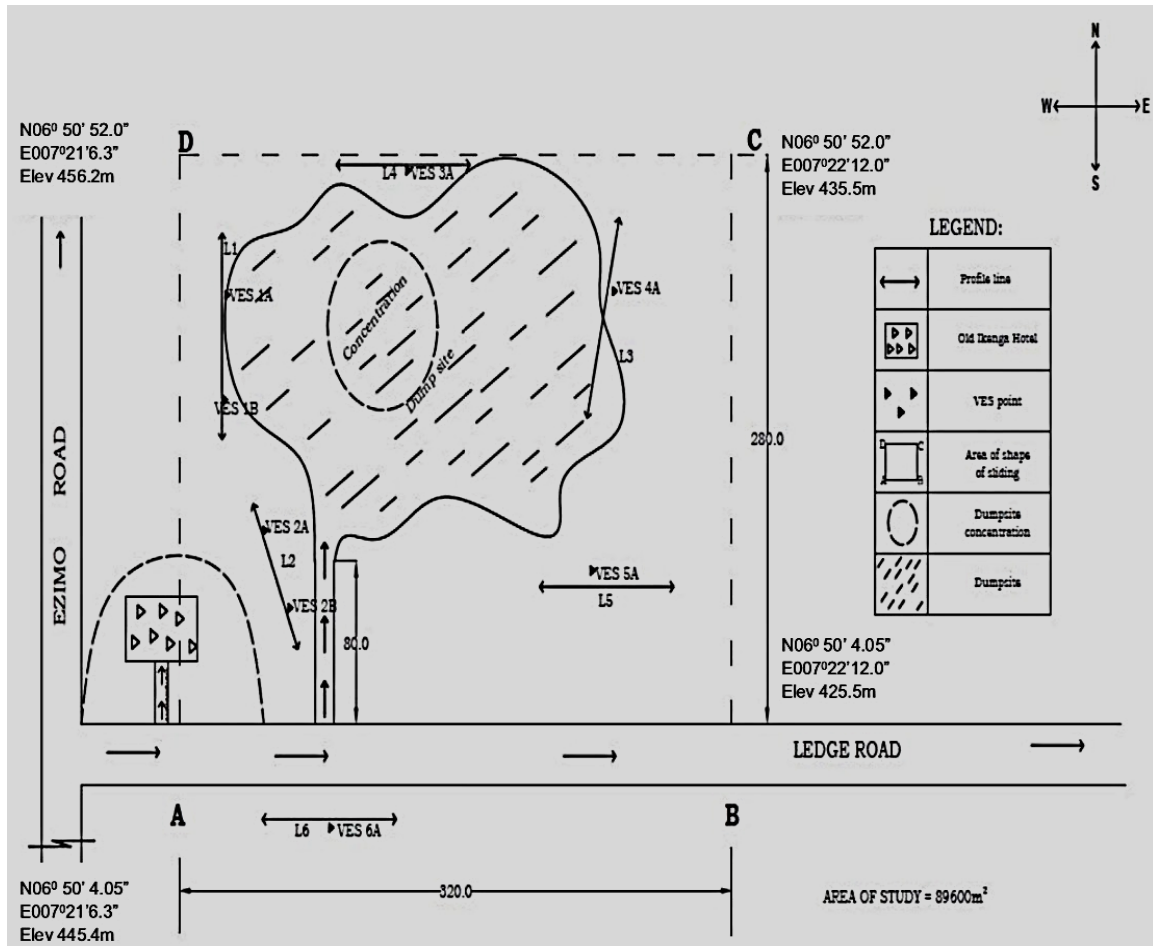 N
W E
S
N06⁰ 50' 52.0"
E007⁰21'6.3"
Elev 456.2m
D
C
N06⁰ 50' 52.0"
E007⁰22'12.0"
Elev 435.5m
L4 VES 3A
L1
VES 1A
VES 4A
Concentration
Dump site
L3
VES 1B
280.0
LEGEND:
Profile line
Old Ikenga Hotel
VES point
D C
A B
Area of shape
of sliding
Dumpsite
concentration
Dumpsite
EZIMO ROAD
VES 2A
L2
VES 2B
VES 5A
L5
80.0
N06⁰ 50' 4.05"
E007⁰22'12.0"
Elev 425.5m
LEDGE ROAD
A
B
L6 VES 6A
N06⁰ 50' 4.05"
E007⁰21'6.3"
Elev 445.4m
320.0
AREA OF STUDY = 89600m²